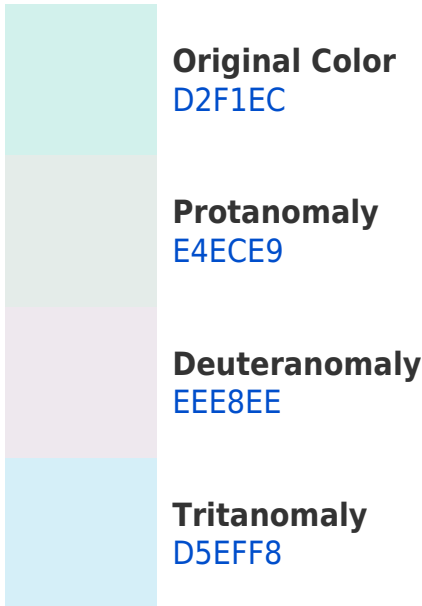 Original Color
D2F1EC
Protanomaly
E4ECE9
Deuteranomaly
EEE8EE
Tritanomaly
D5EFF8